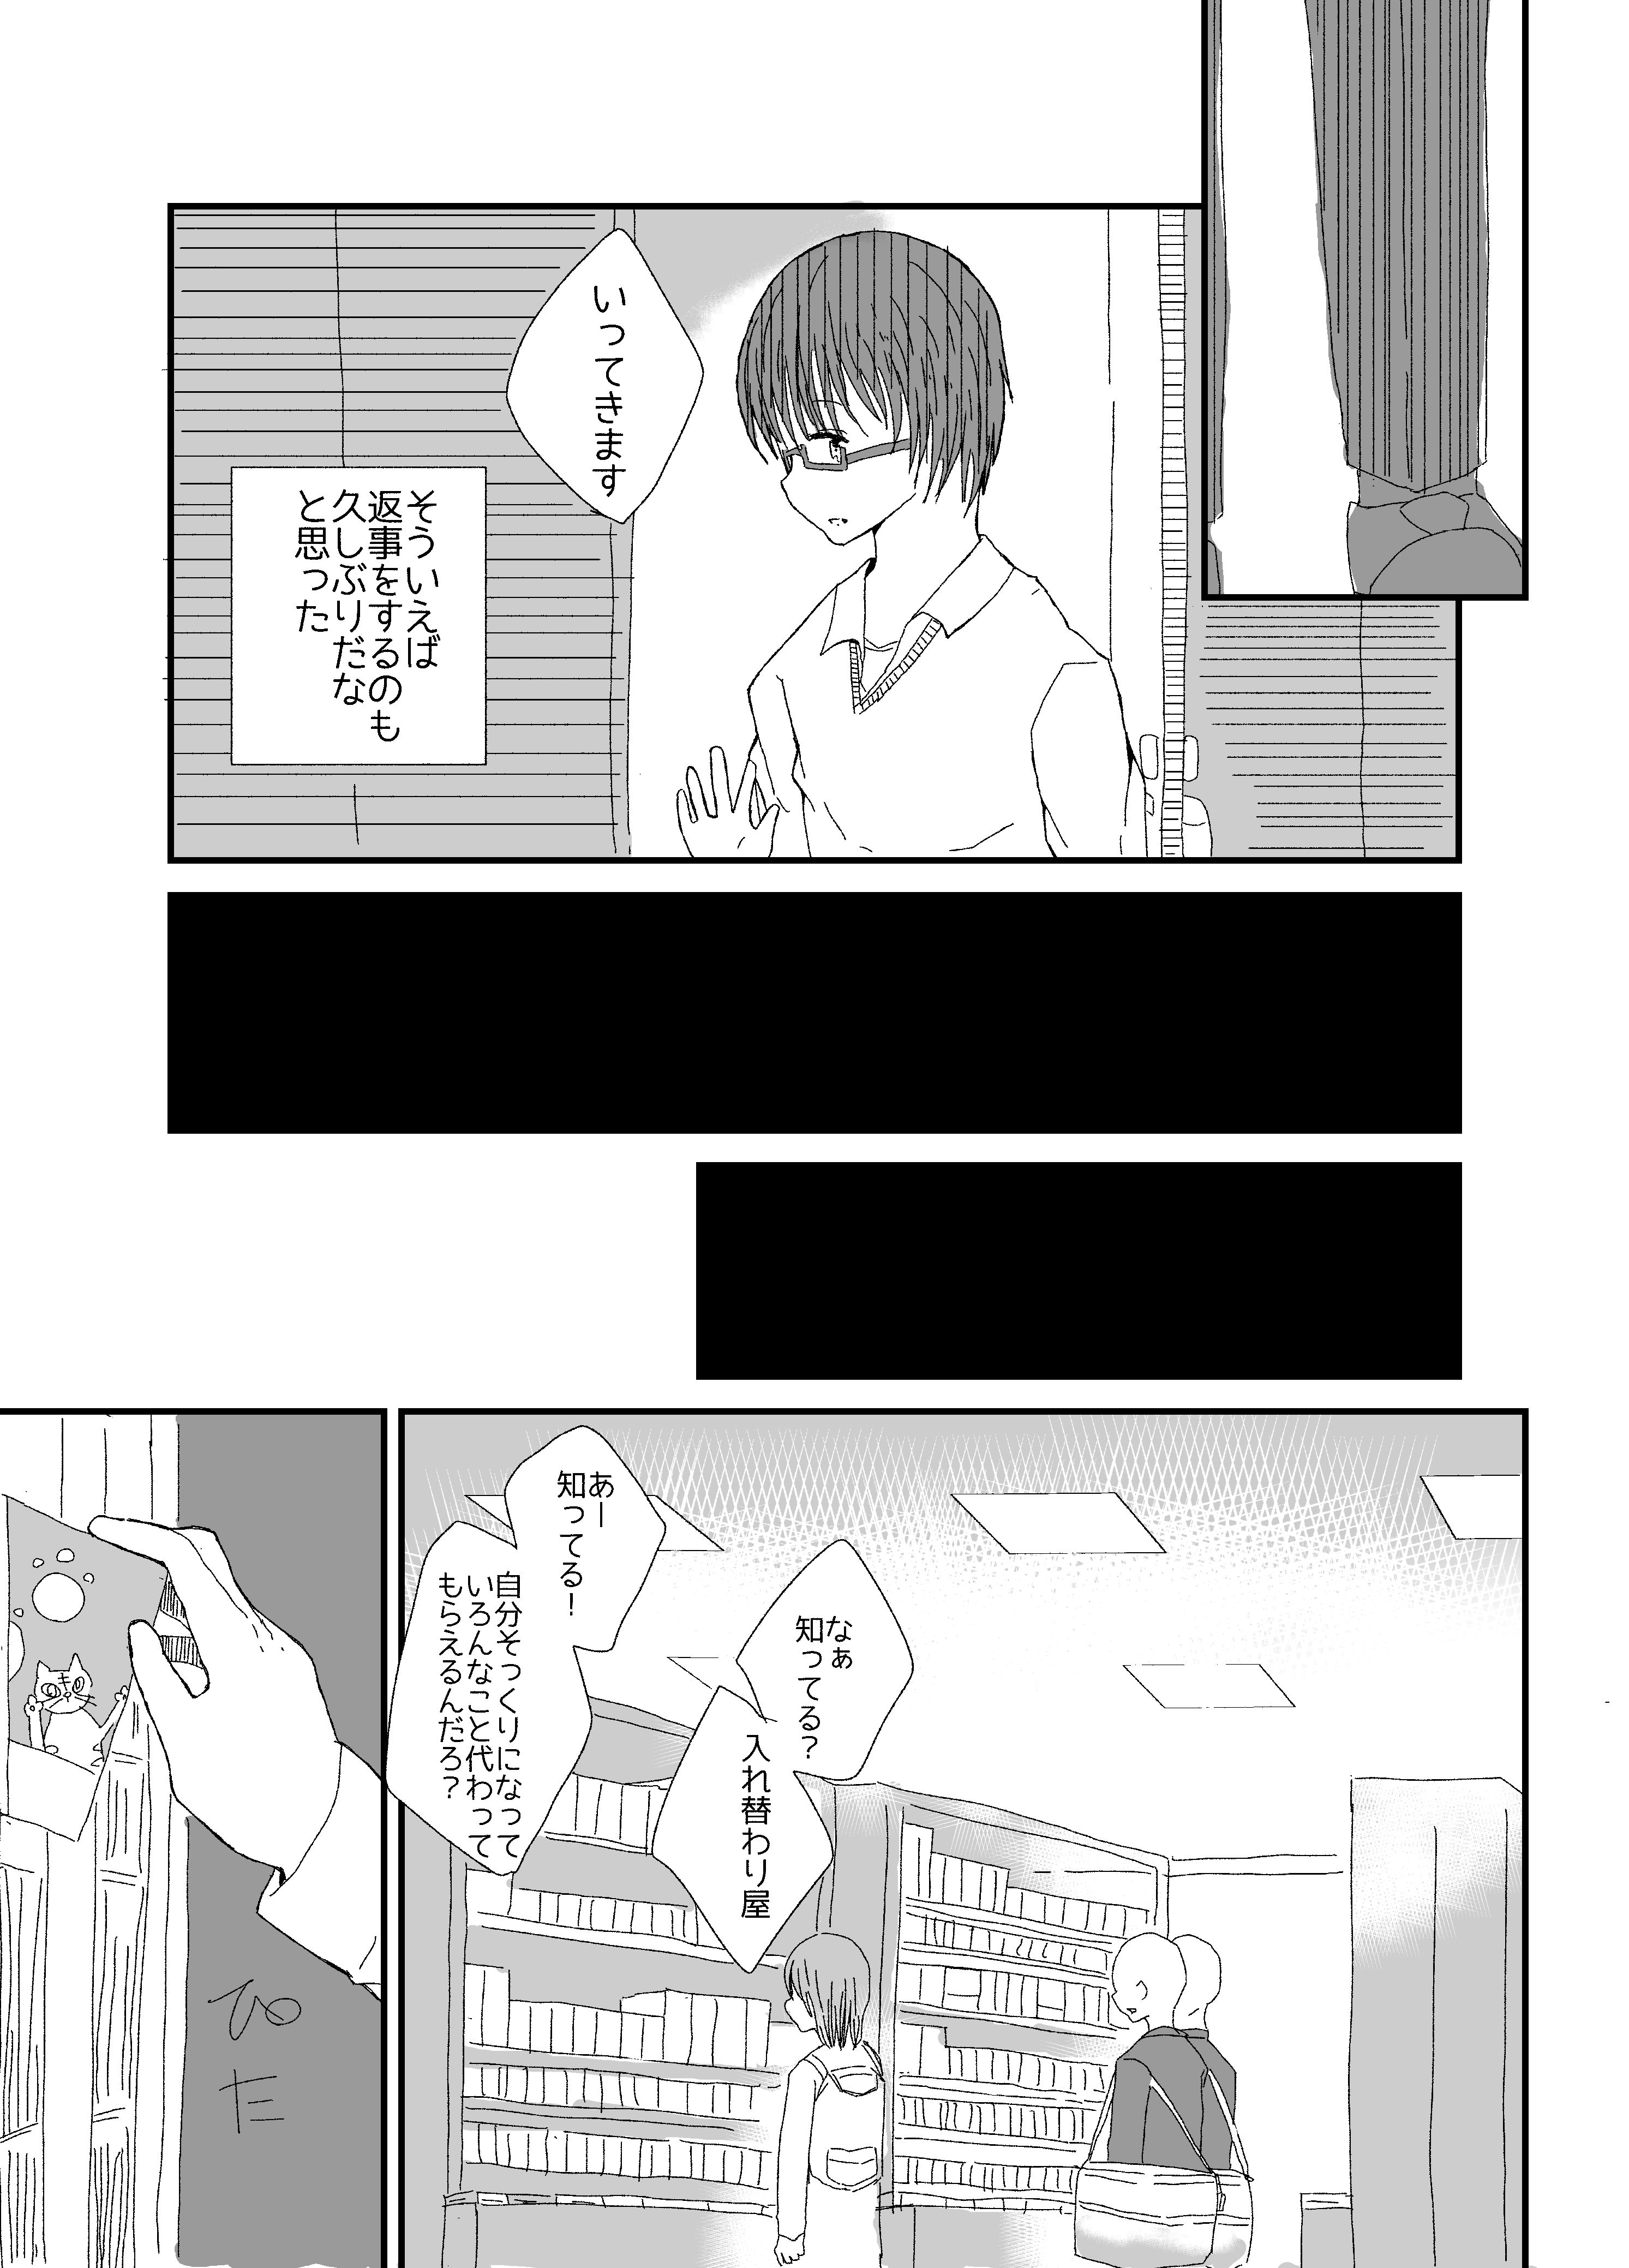 いってきます
そういえば
返事をするのも
久しぶりだな
と思った
なぁ
知ってる？
入れ替わり屋
あー
知ってる！
自分そっくりになって
いろんなこと代わって
もらえるんだろ？
ぴた